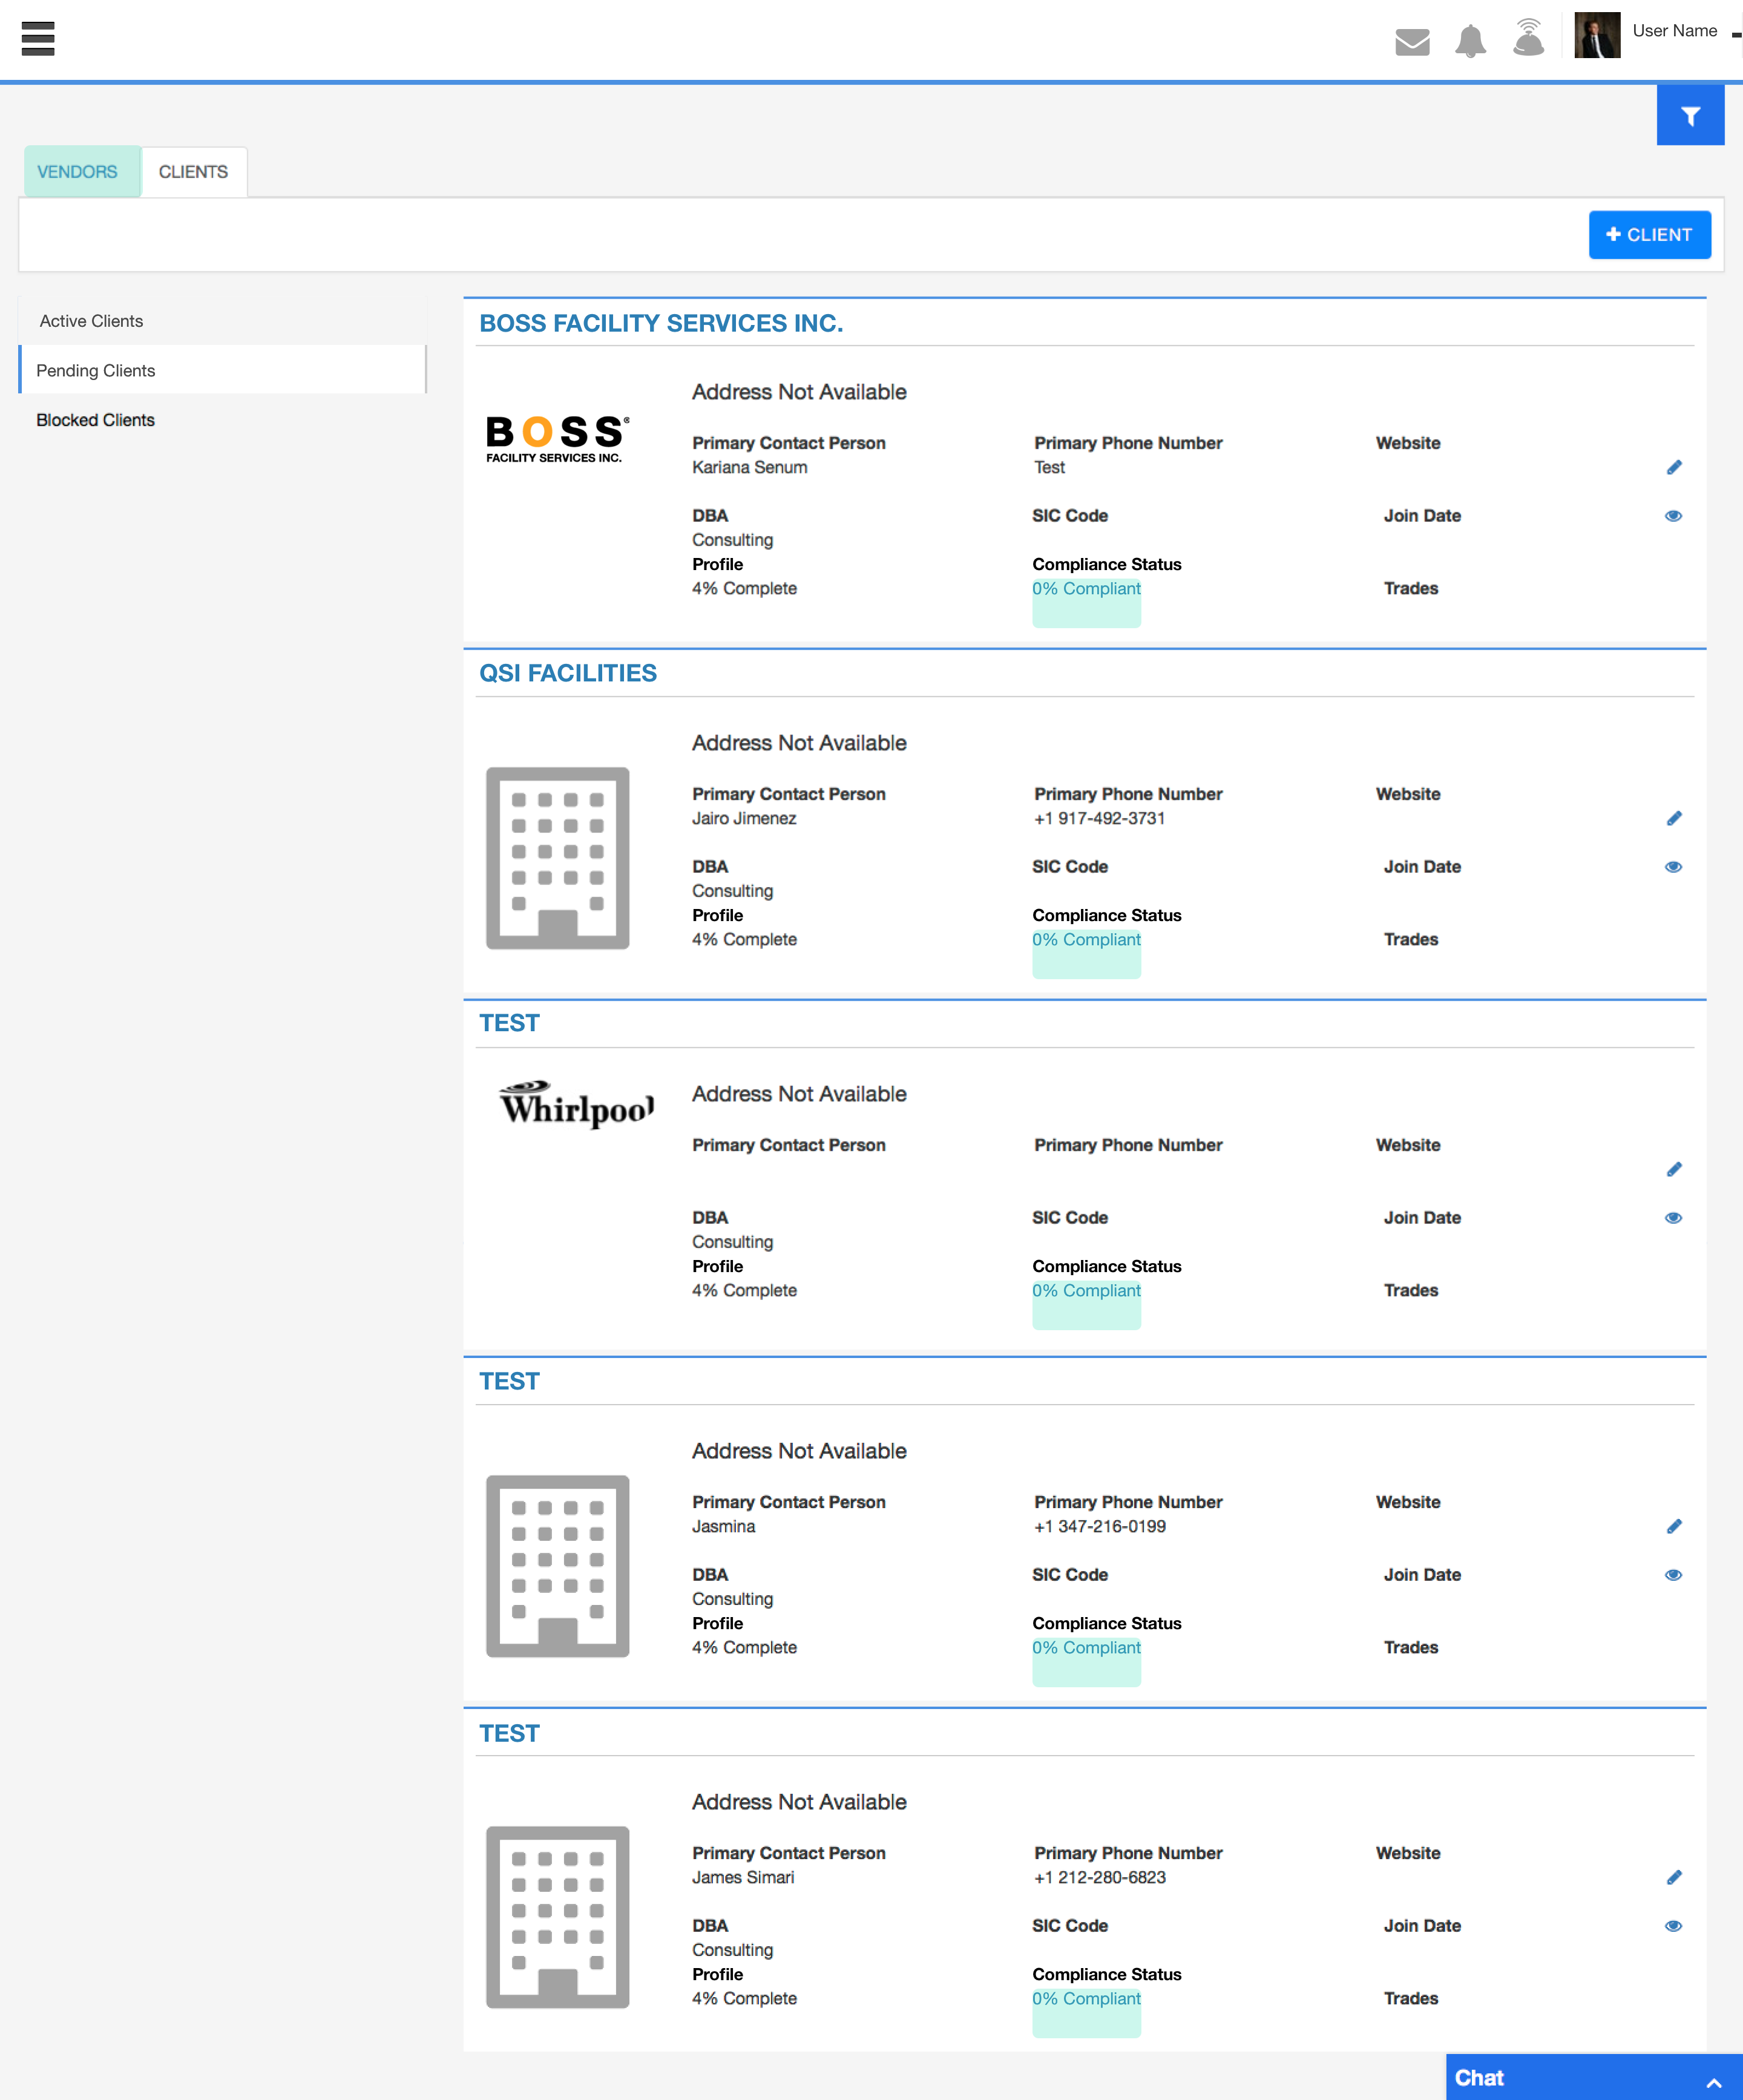 User Name
VENDORS
CLIENTS
+ CLIENT
Active Clients
Pending Clients
Blocked Clients
BOSS FACILITY SERVICES INC.
BOSS®
FACILITY SERVICES INC.
Address Not Available
Primary Contact Person Primary Phone Number Website
Kariana Senum Test
DBA SIC Code Join Date
Consulting
Profile Compliance Status
4% Complete 0% Compliant Trades
QSI FACILITIES
Address Not Available
Primary Contact Person Primary Phone Number Website
Jairo Jimenez +1 917-492-3731
DBA SIC Code Join Date
Consulting
Profile Compliance Status
4% Complete 0% Compliant Trades
TEST
Whirlpool
Address Not Available
Primary Contact Person Primary Phone Number Website
DBA SIC Code Join Date
Consulting
Profile Compliance Status
4% Complete 0% Compliant Trades
TEST
Address Not Available
Primary Contact Person Primary Phone Number Website
Jasmina +1 347-216-0199
DBA SIC Code Join Date
Consulting
Profile Compliance Status
4% Complete 0% Compliant Trades
TEST
Address Not Available
Primary Contact Person Primary Phone Number Website
James Simari +1 212-280-6823
DBA SIC Code Join Date
Consulting
Profile Compliance Status
4% Complete 0% Compliant Trades
Chat